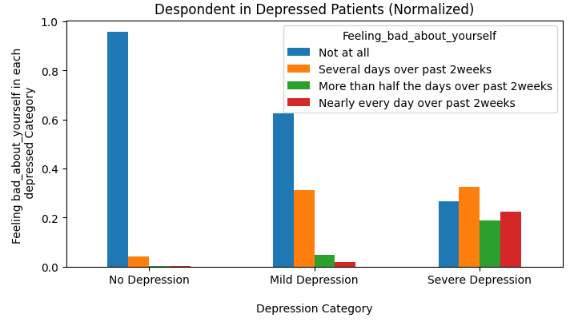 Despondent in Depressed Patients (Normalized)
Feeling_bad_about_yourself
Not at all
Several days over past 2weeks
More than half the days over past 2weeks
Nearly every day over past 2weeks
Feeling bad_about_yourself in each
depressed Category
1.0
0.8
0.6
0.4
0.2
0.0
No Depression
Mild Depression
Severe Depression
Depression Category